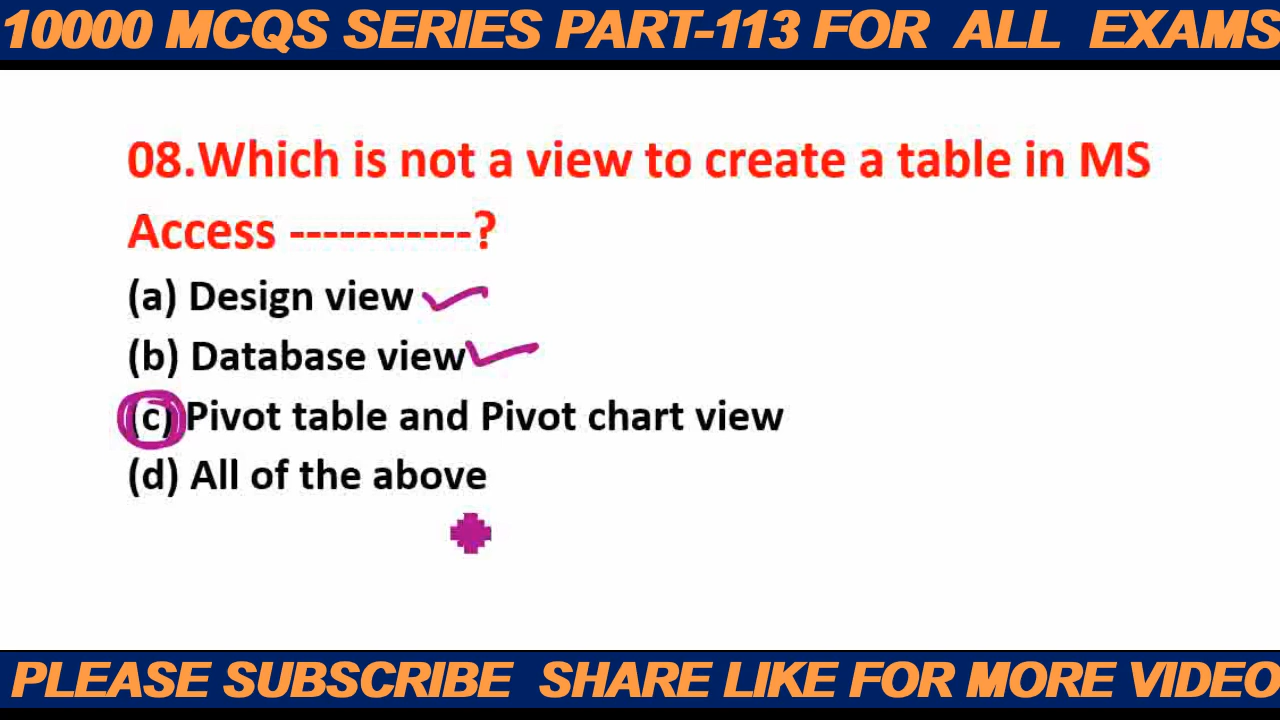 10000 MCQS SERIES PART-113 FOR ALL EXAMS
08.Which is not a view to create a table in MS
Access -----------?
(a) Design view
(b) Database view
(c) Pivot table and Pivot chart view
(d) All of the above
PLEASE SUBSCRIBE SHARE LIKE FOR MORE VIDEO